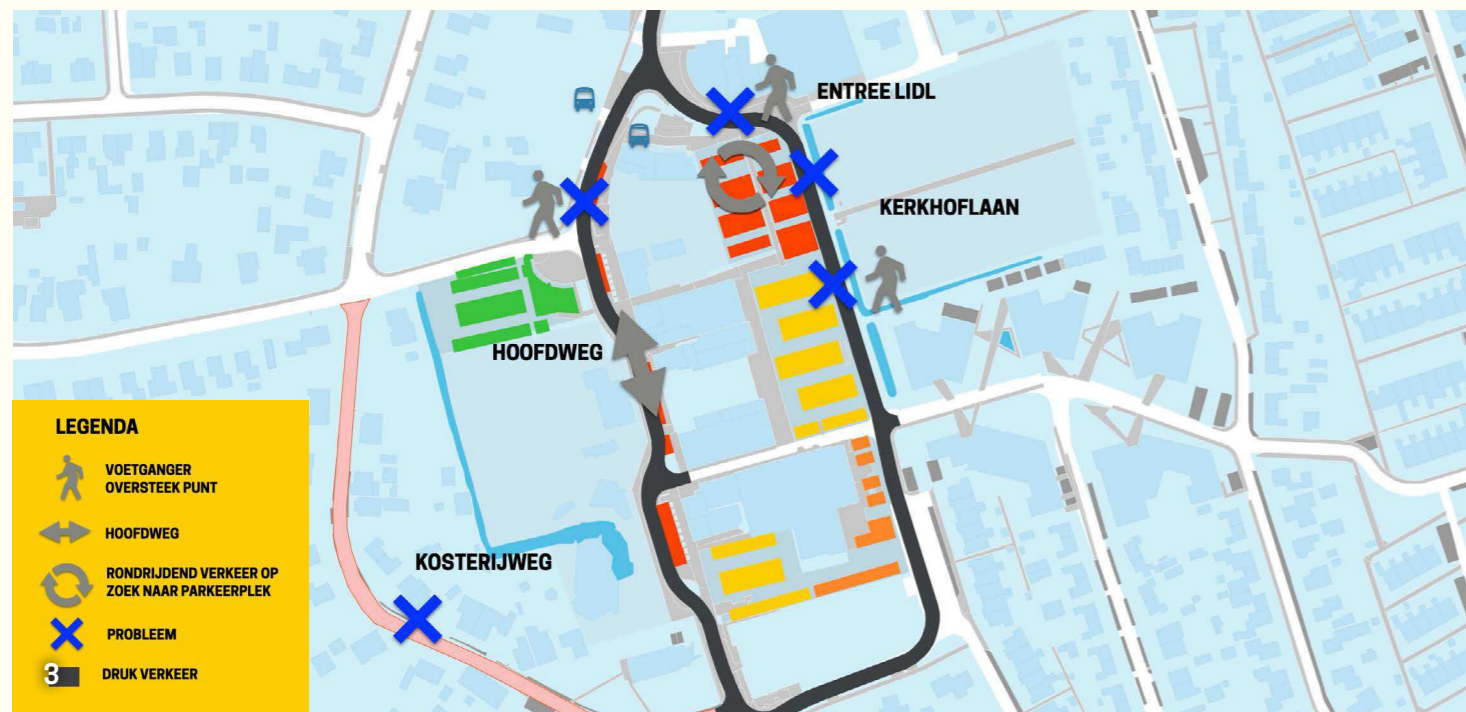 ENTREE LIDL
KERKHOFLAAN
HOOFDWEG
KOSTERIJWEG
LEGENDA
VOETGANGER
OVERSTEEK PUNT
HOOFDWEG
RONDRIJDEND VERKEER OP
ZOEK NAAR PARKEERPLEK
PROBLEEM
3
DRUK VERKEER